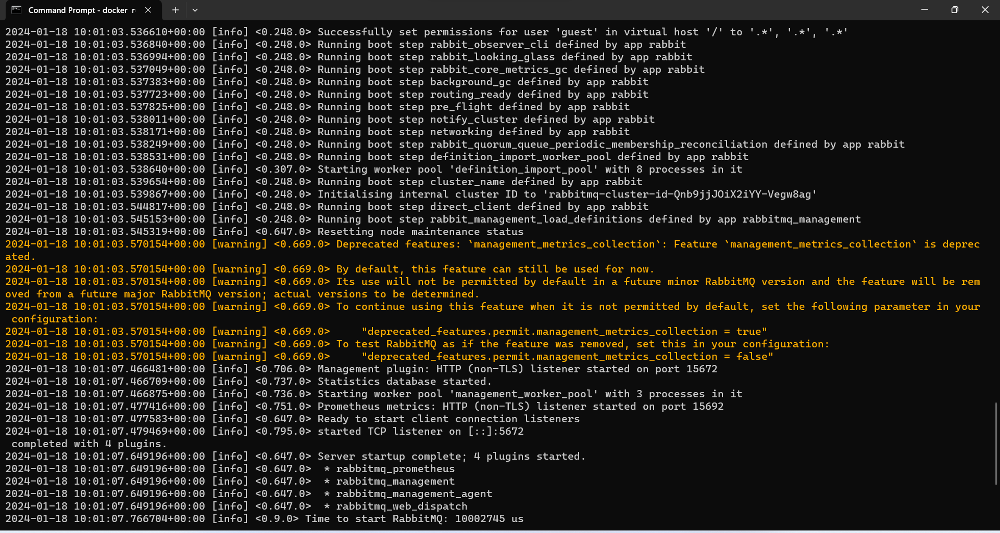 Command Prompt - docker r
2024-01-18 10:01:03.536610+00:00 [info] <0.248.0> Successfully set permissions for user 'guest' in virtual host '/' to '.*', '.*', '.*'
2024-01-18 10:01:03.536840+00:00 [info] <0.248.0> Running boot step rabbit_observer_cli defined by app rabbit
2024-01-18 10:01:03.536994+00:00 [info] <0.248.0> Running boot step rabbit_looking_glass defined by app rabbit
2024-01-18 10:01:03.537049+00:00 [info] <0.248.0> Running boot step rabbit_core_metrics_gc defined by app rabbit
2024-01-18 10:01:03.537383+00:00 [info] <0.248.0> Running boot step background_gc defined by app rabbit
2024-01-18 10:01:03.537723+00:00 [info] <0.248.0> Running boot step routing_ready defined by app rabbit
2024-01-18 10:01:03.537825+00:00 [info] <0.248.0> Running boot step pre_flight defined by app rabbit
2024-01-18 10:01:03.538011+00:00 [info] <0.248.0> Running boot step notify_cluster defined by app rabbit
2024-01-18 10:01:03.538171+00:00 [info] <0.248.0> Running boot step networking defined by app rabbit
2024-01-18 10:01:03.538249+00:00 [info] <0.248.0> Running boot step rabbit_quorum_queue_periodic_membership_reconciliation defined by app rabbit
2024-01-18 10:01:03.538531+00:00 [info] <0.248.0> Running boot step definition_import_worker_pool defined by app rabbit
2024-01-18 10:01:03.538640+00:00 [info] <0.307.0> Starting worker pool 'definition_import_pool' with 8 processes in it
2024-01-18 10:01:03.539654+00:00 [info] <0.248.0> Running boot step cluster_name defined by app rabbit
2024-01-18 10:01:03.539867+00:00 [info] <0.248.0> Initialising internal cluster ID to 'rabbitmq-cluster-id-Qnb9jjJOiX2iYY-Vegw8ag'
2024-01-18 10:01:03.544817+00:00 [info] <0.248.0> Running boot step direct_client defined by app rabbit
2024-01-18 10:01:03.545153+00:00 [info] <0.248.0> Running boot step rabbit_management_load_definitions defined by app rabbitmq_management
2024-01-18 10:01:03.545319+00:00 [info] <0.647.0> Resetting node maintenance status
2024-01-18 10:01:03.570154+00:00 [warning] <0.669.0> Deprecated features: `management_metrics_collection`: Feature `management_metrics_collection` is deprec
ated.
2024-01-18 10:01:03.570154+00:00 [warning] <0.669.0> By default, this feature can still be used for now.
2024-01-18 10:01:03.570154+00:00 [warning] <0.669.0> Its use will not be permitted by default in a future minor RabbitMQ version and the feature will be rem
oved from a future major RabbitMQ version; actual versions to be determined.
2024-01-18 10:01:03.570154+00:00 [warning] <0.669.0> To continue using this feature when it is not permitted by default, set the following parameter in your
 configuration:
2024-01-18 10:01:03.570154+00:00 [warning] <0.669.0>     "deprecated_features.permit.management_metrics_collection = true"
2024-01-18 10:01:03.570154+00:00 [warning] <0.669.0> To test RabbitMQ as if the feature was removed, set this in your configuration:
2024-01-18 10:01:03.570154+00:00 [warning] <0.669.0>     "deprecated_features.permit.management_metrics_collection = false"
2024-01-18 10:01:07.466481+00:00 [info] <0.706.0> Management plugin: HTTP (non-TLS) listener started on port 15672
2024-01-18 10:01:07.466709+00:00 [info] <0.737.0> Statistics database started.
2024-01-18 10:01:07.466875+00:00 [info] <0.736.0> Starting worker pool 'management_worker_pool' with 3 processes in it
2024-01-18 10:01:07.477416+00:00 [info] <0.751.0> Prometheus metrics: HTTP (non-TLS) listener started on port 15692
2024-01-18 10:01:07.477583+00:00 [info] <0.647.0> Ready to start client connection listeners
2024-01-18 10:01:07.479469+00:00 [info] <0.795.0> started TCP listener on [::]:5672
 completed with 4 plugins.
2024-01-18 10:01:07.649196+00:00 [info] <0.647.0> Server startup complete; 4 plugins started.
2024-01-18 10:01:07.649196+00:00 [info] <0.647.0>  * rabbitmq_prometheus
2024-01-18 10:01:07.649196+00:00 [info] <0.647.0>  * rabbitmq_management
2024-01-18 10:01:07.649196+00:00 [info] <0.647.0>  * rabbitmq_management_agent
2024-01-18 10:01:07.649196+00:00 [info] <0.647.0>  * rabbitmq_web_dispatch
2024-01-18 10:01:07.766704+00:00 [info] <0.9.0> Time to start RabbitMQ: 10002745 us